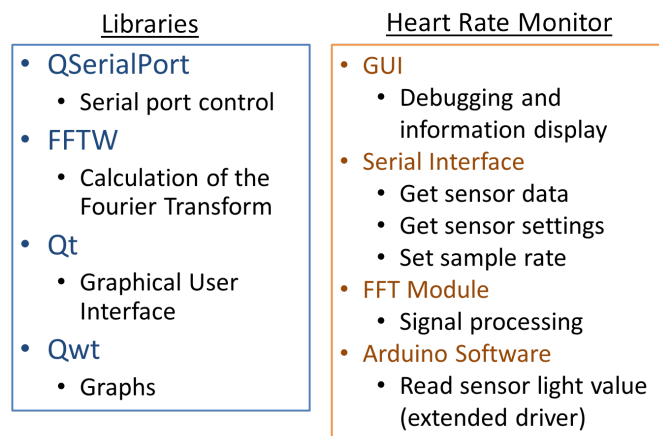 Libraries
• QSerialPort
• Serial port control
• FFTW
• Calculation of the
Fourier Transform
• Qt
• Graphical User
Interface
• Qwt
• Graphs
Heart Rate Monitor
• GUI
• Debugging and
information display
• Serial Interface
• Get sensor data
• Get sensor settings
• Set sample rate
• FFT Module
• Signal processing
• Arduino Software
• Read sensor light value
(extended driver)